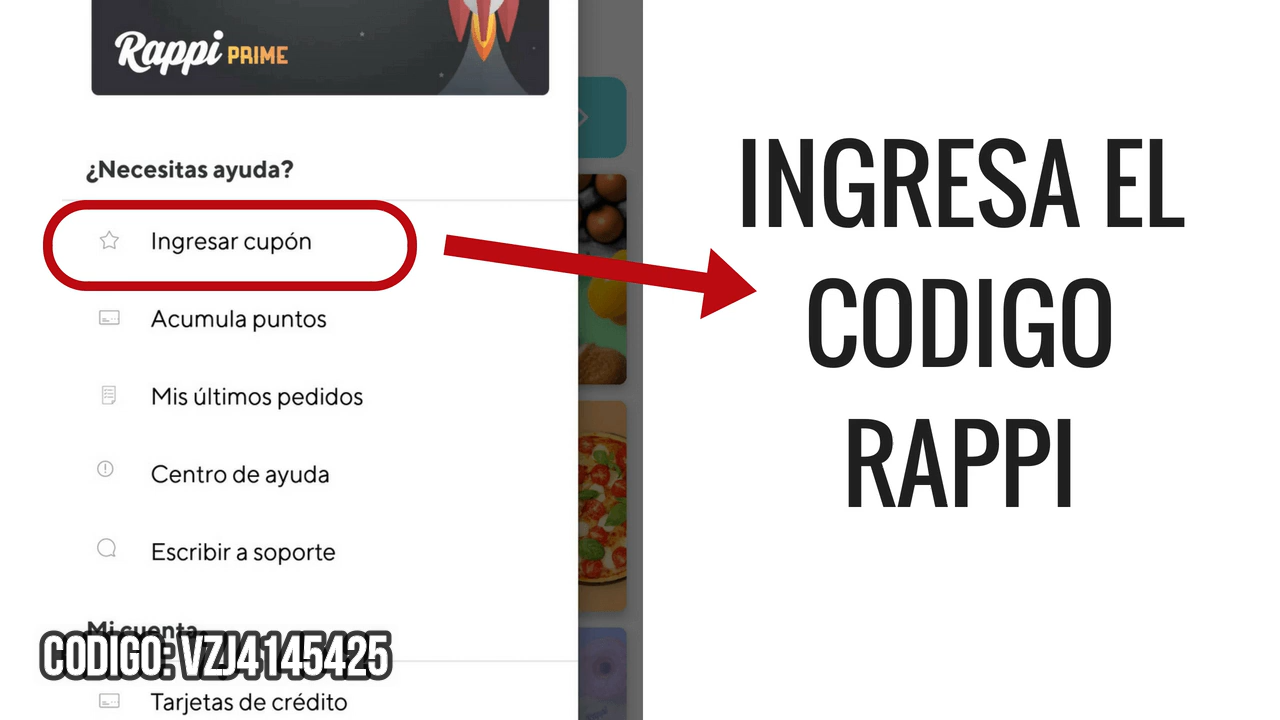 Rappi PRIME
¿Necesitas ayuda?
Ingresar cupón
Acumula puntos
Mis últimos pedidos
Centro de ayuda
Escribir a soporte
Mi cuenta
CODIGO: VZJ4145425
Tarjetas de crédito
INGRESA EL
CODIGO
RAPPI